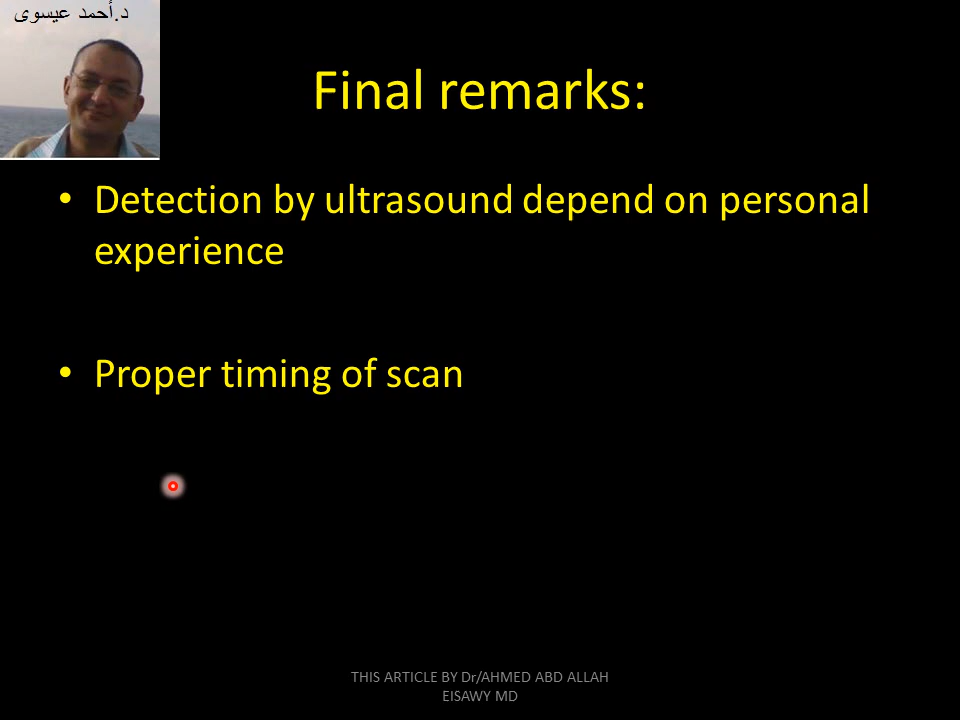 د.أحمد عيسوى
Final remarks:
• Detection by ultrasound depend on personal
experience
• Proper timing of scan
THIS ARTICLE BY Dr/AHMED ABD ALLAH
EISAWY MD